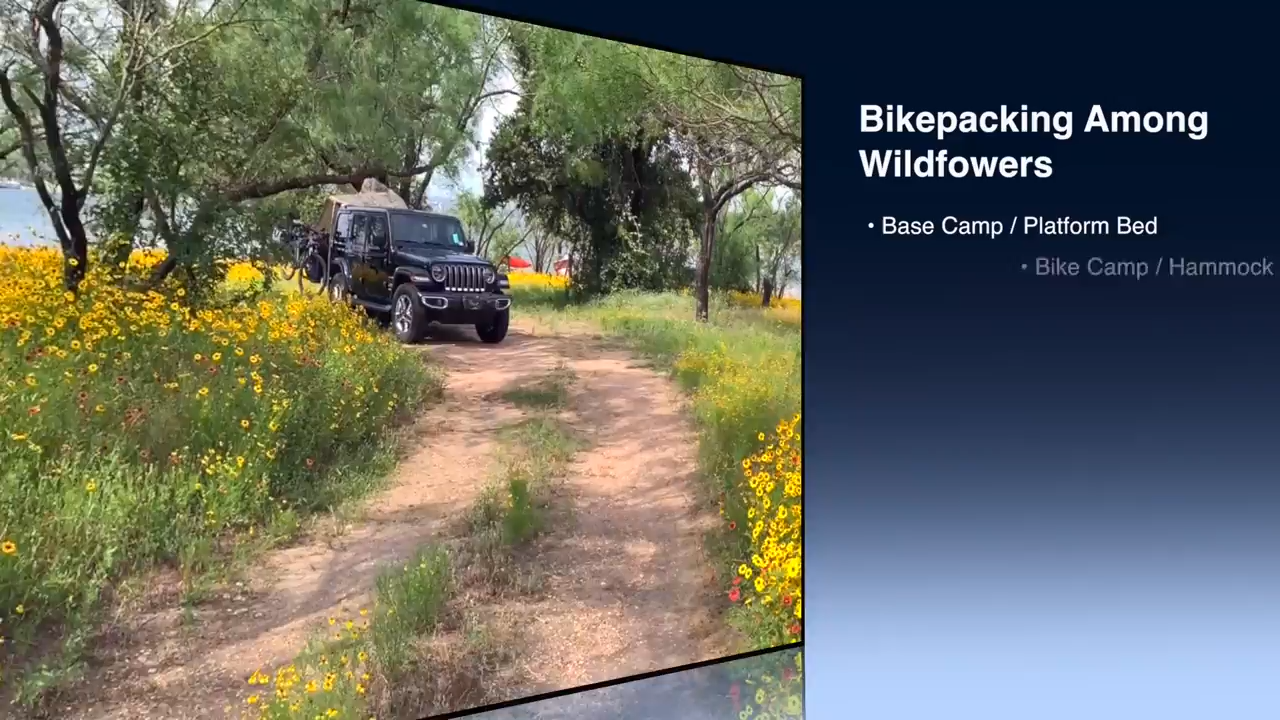 Bikepacking Among
Wildfowers
• Base Camp / Platform Bed
• Bike Camp / Hammock